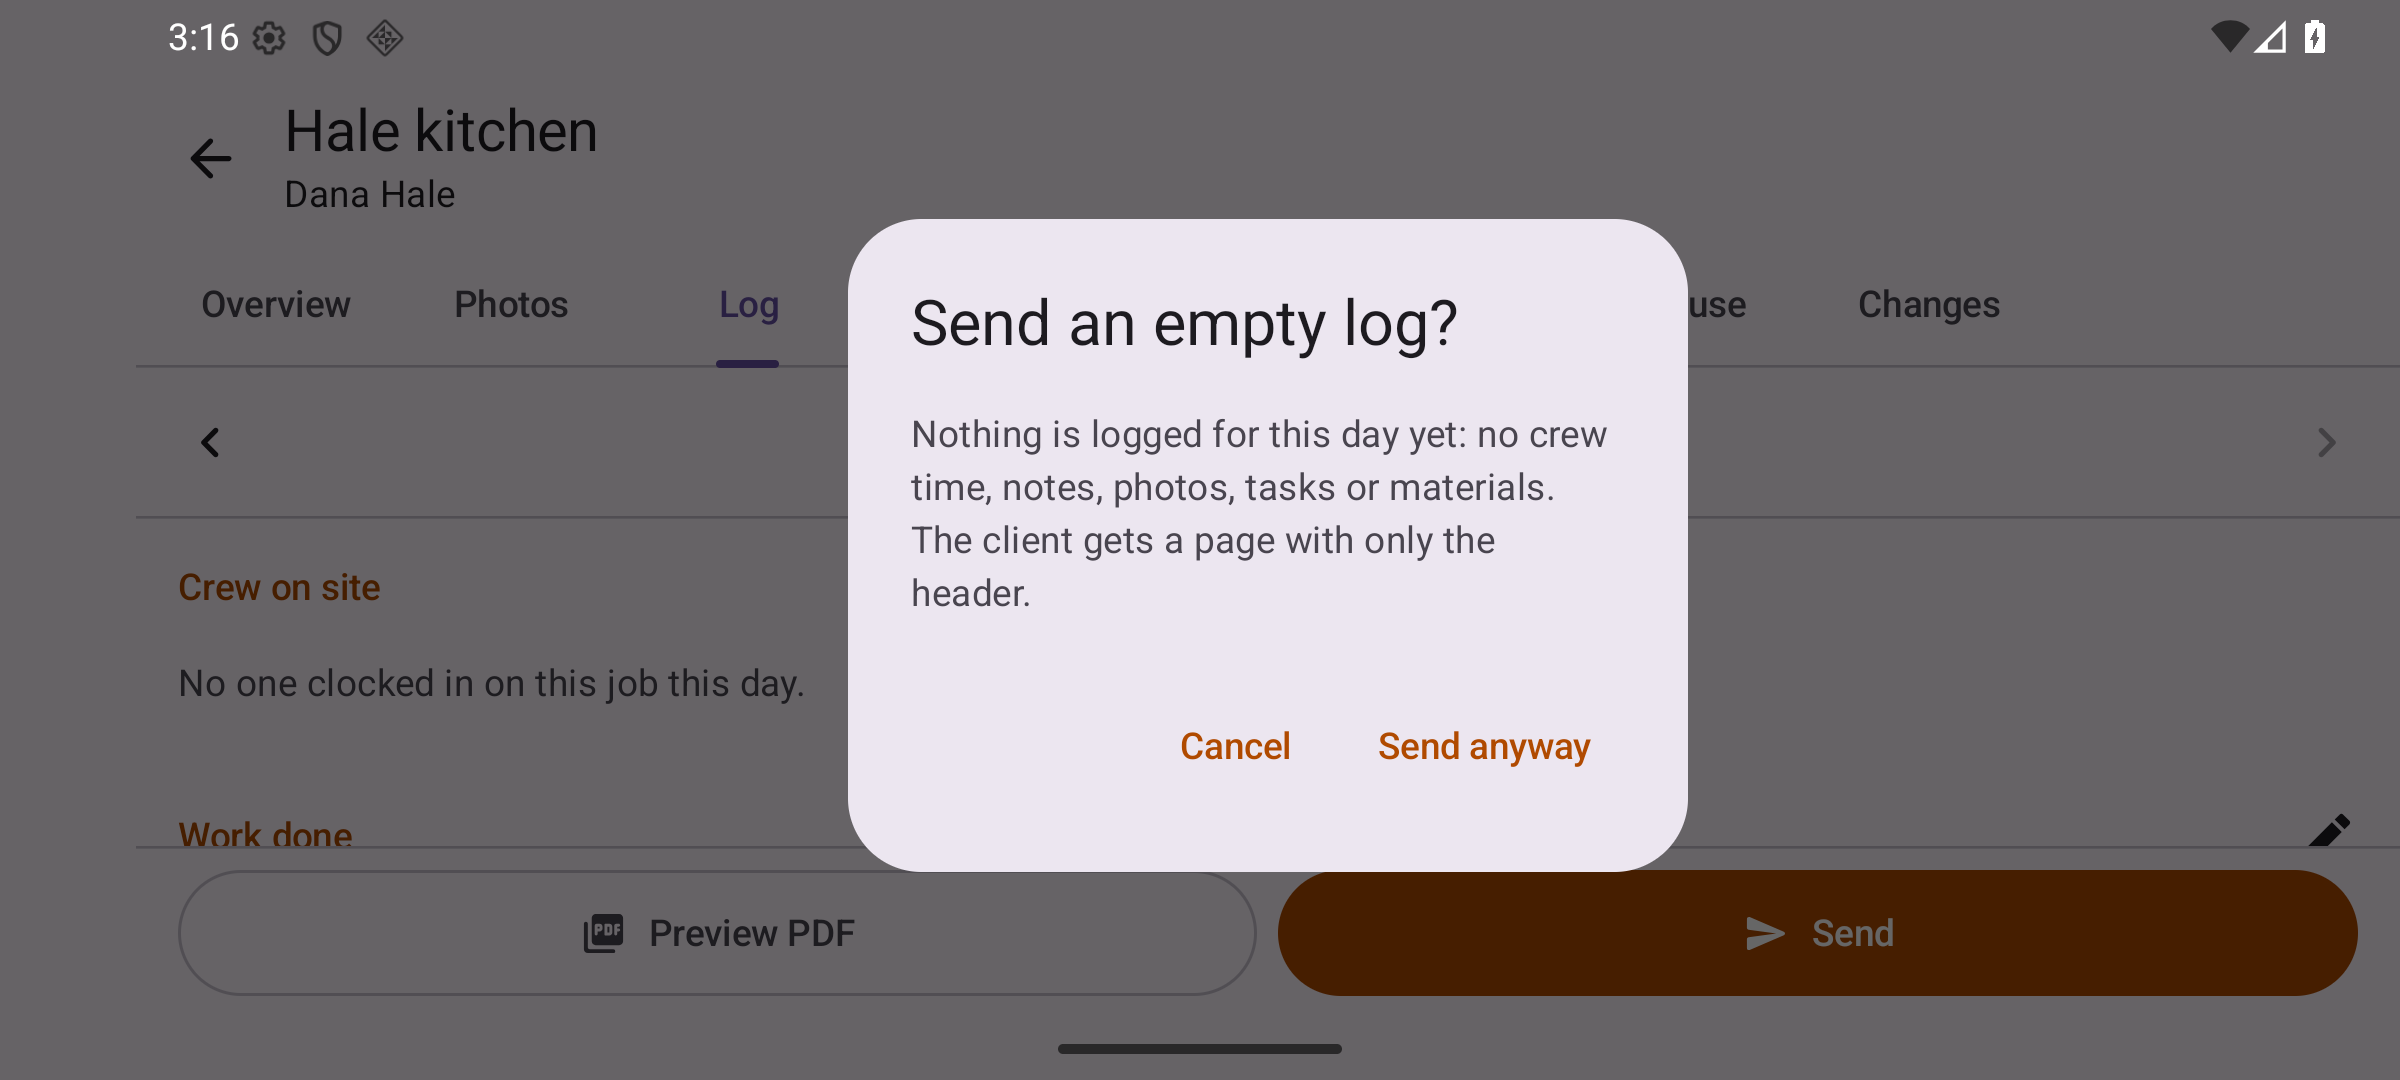 3:16
Hale kitchen
Dana Hale
Overview Photos Log use Changes
Send an empty log?
Nothing is logged for this day yet: no crew
time, notes, photos, tasks or materials.
The client gets a page with only the
header.
Cancel Send anyway
Crew on site
No one clocked in on this job this day.
Work done
PDF Preview PDF Send